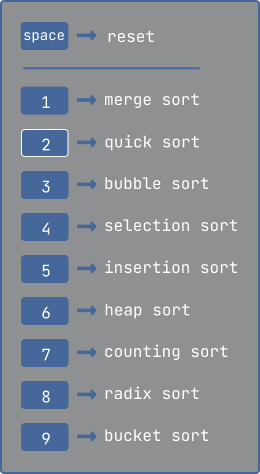 space → reset
1 → merge sort
2 → quick sort
3 → bubble sort
4 → selection sort
5 → insertion sort
6 → heap sort
7 → counting sort
8 → radix sort
9 → bucket sort